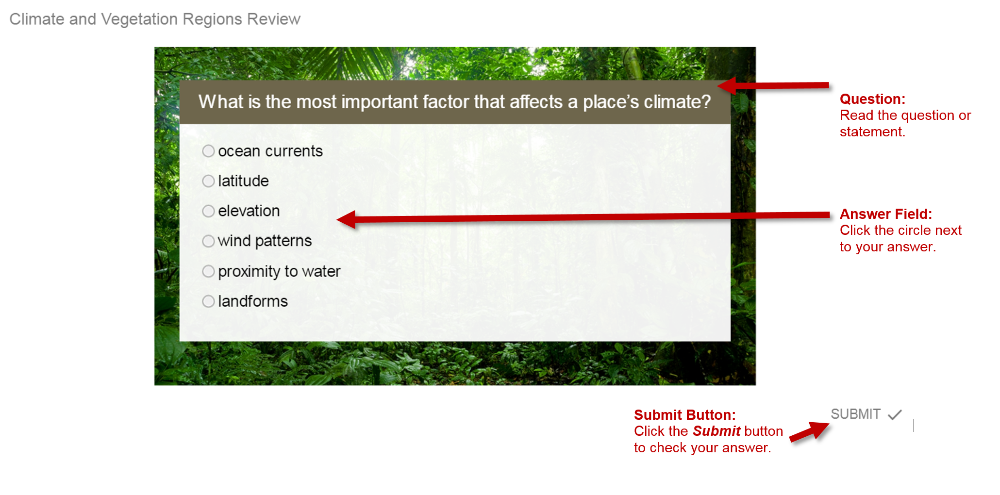 Climate and Vegetation Regions Review
What is the most important factor that affects a place’s climate?
ocean currents
latitude
elevation
wind patterns
proximity to water
landforms
Question:
Read the question or
statement.
Answer Field:
Click the circle next
to your answer.
Submit Button:
Click the Submit button
to check your answer.
SUBMIT